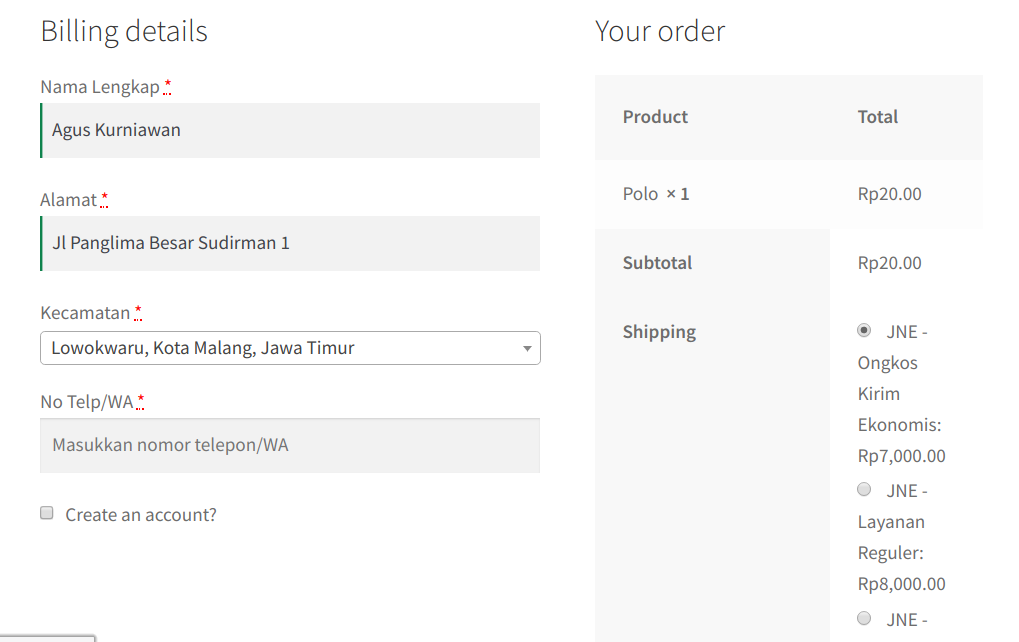 Billing details
Nama Lengkap *
Agus Kurniawan
Alamat *
Jl Panglima Besar Sudirman 1
Kecamatan *
Lowokwaru, Kota Malang, Jawa Timur
No Telp/WA *
Masukkan nomor telepon/WA
Create an account?
Your order
Product Total
Polo × 1 Rp20.00
Subtotal Rp20.00
Shipping JNE -
Ongkos
Kirim
Ekonomis:
Rp7,000.00
JNE -
Layanan
Reguler:
Rp8,000.00
JNE -